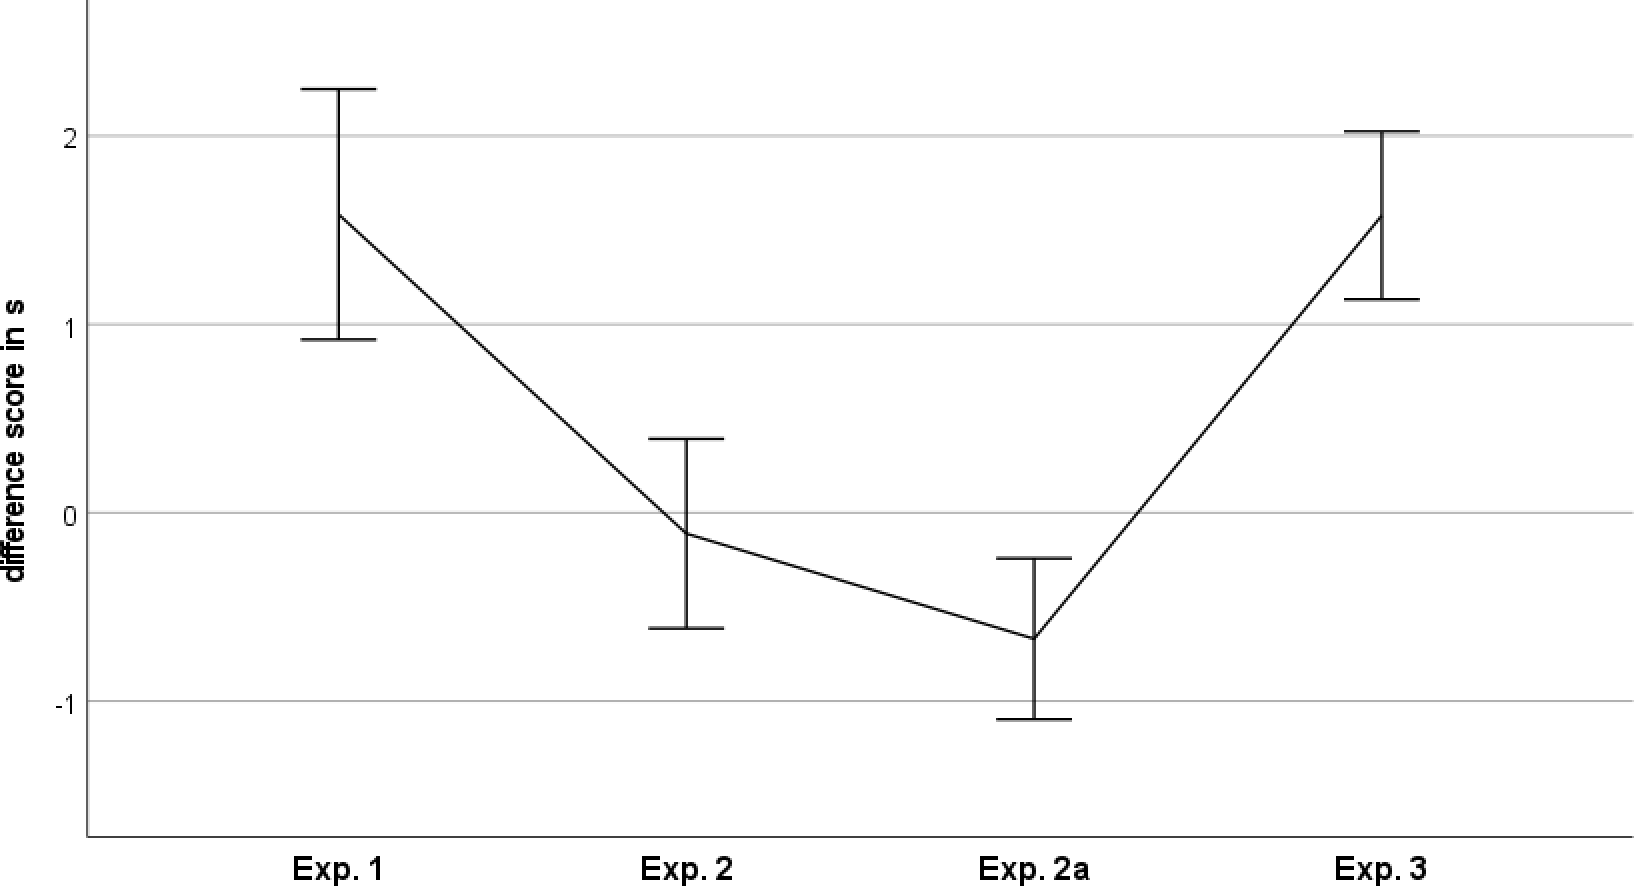 difference score in s
2
1
0
-1
Exp. 1
Exp. 2
Exp. 2a
Exp. 3